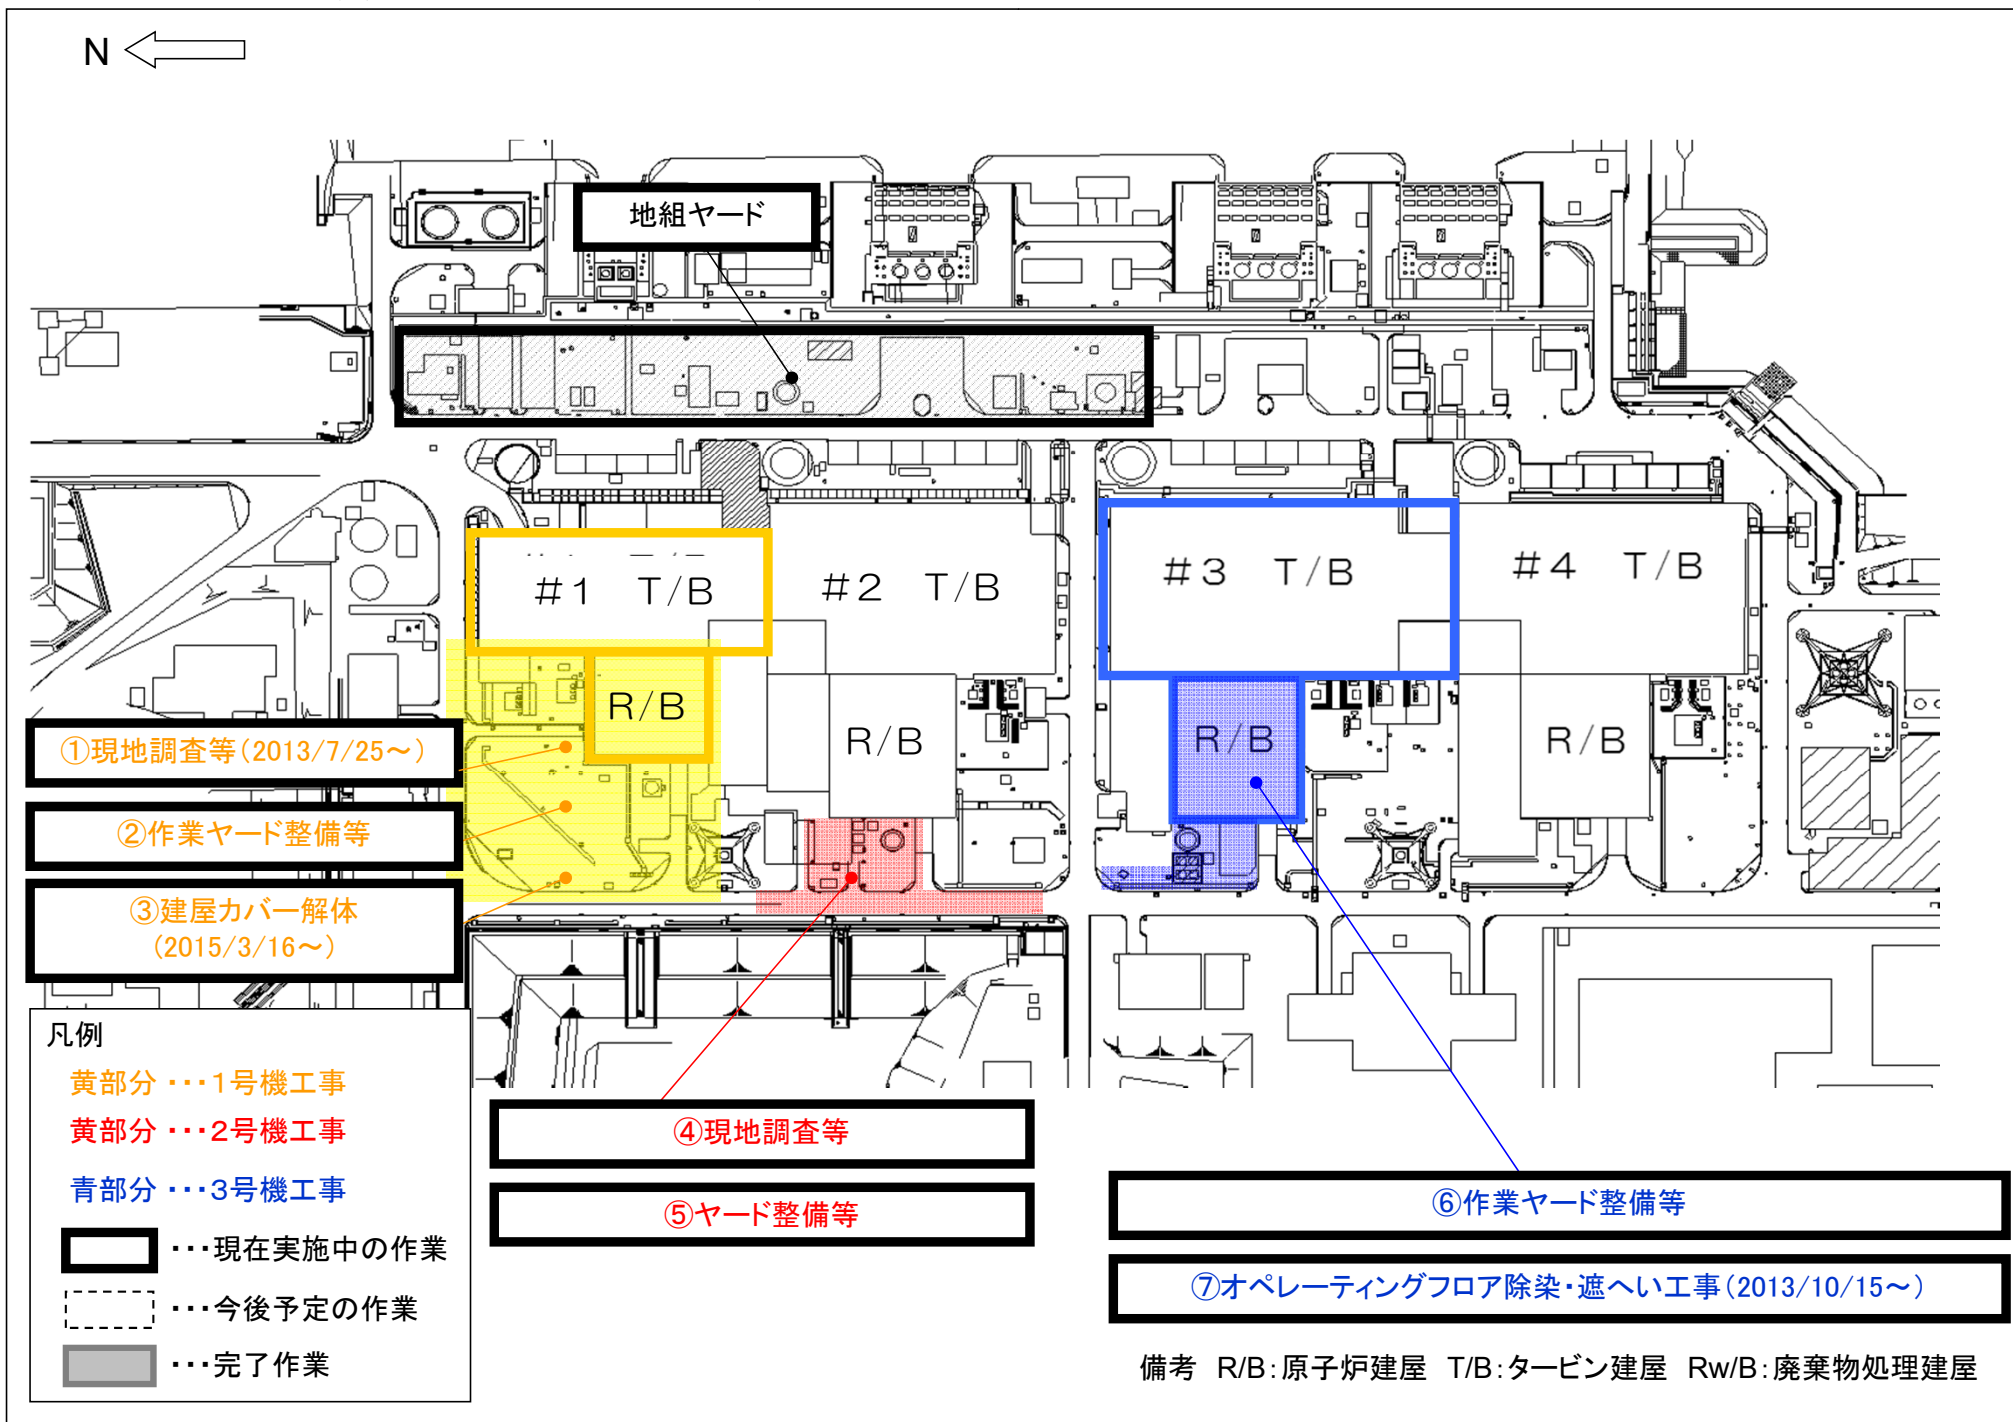 N
地組ヤード
#1 T/B
#2 T/B
#3 T/B
#4 T/B
R/B
R/B
R/B
R/B
①現地調査等(2013/7/25～)
②作業ヤード整備等
③建屋カバー解体
(2015/3/16～)
④現地調査等
⑤ヤード整備等
⑥作業ヤード整備等
⑦オペレーティングフロア除染・遮へい工事(2013/10/15～)
凡例
黄部分 ・・・1号機工事
黄部分 ・・・2号機工事
青部分 ・・・3号機工事
・・・現在実施中の作業
・・・今後予定の作業
・・・完了作業
備考 R/B:原子炉建屋 T/B:タービン建屋 Rw/B:廃棄物処理建屋